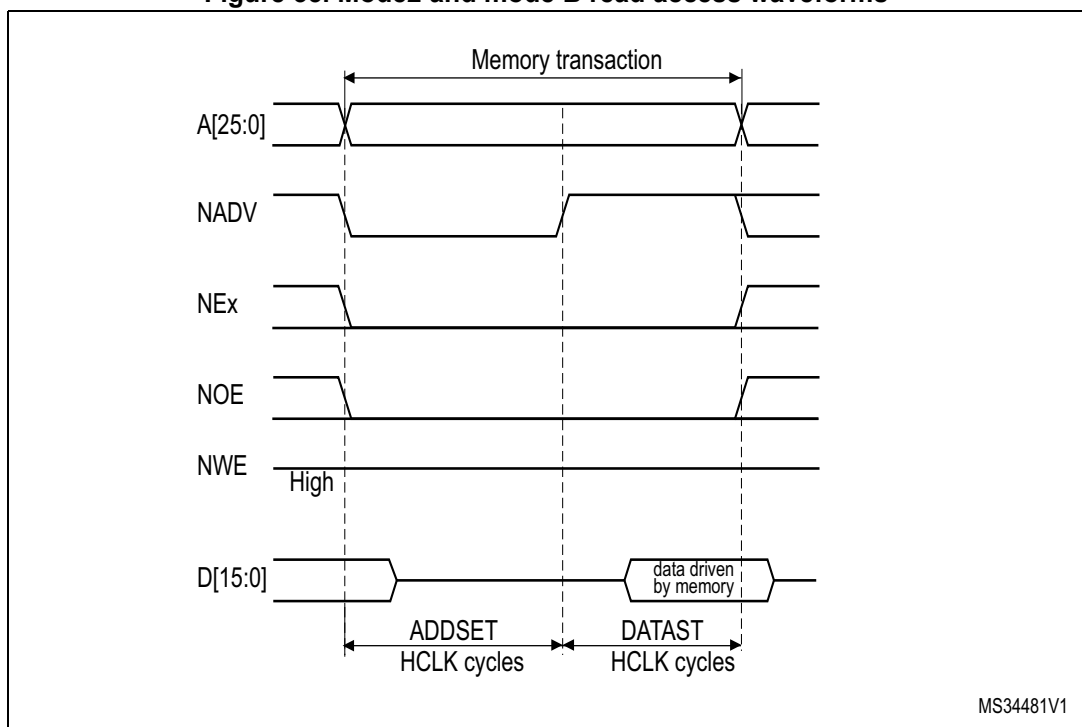 Memory transaction
A[25:0]
NADV
NEx
NOE
NWE
High
D[15:0]
data driven
by memory
ADDSET
HCLK cycles
DATAST
HCLK cycles
MS34481V1